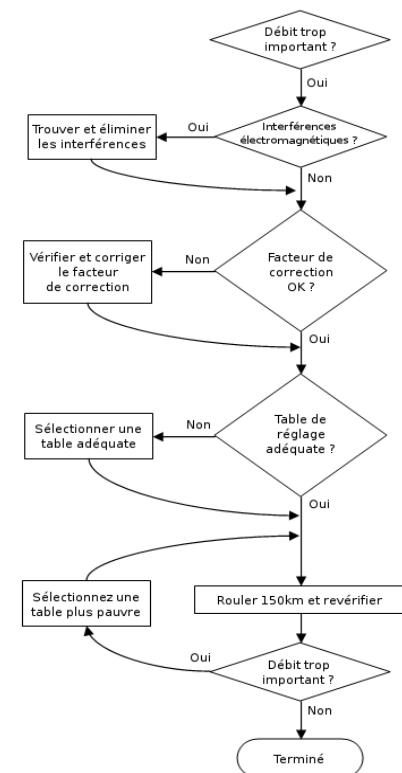 Débit trop
important ?
Oui
Interférences
électromagnétiques ?
Oui
Trouver et éliminer
les interférences
Non
Facteur de
correction
OK ?
Non
Vérifier et corriger
le facteur
de correction
Oui
Table de
réglage
adéquate ?
Non
Sélectionner une
table adéquate
Oui
Sélectionnez une
table plus pauvre
Rouler 150km et revérifier
Oui
Débit trop
important ?
Non
Terminé